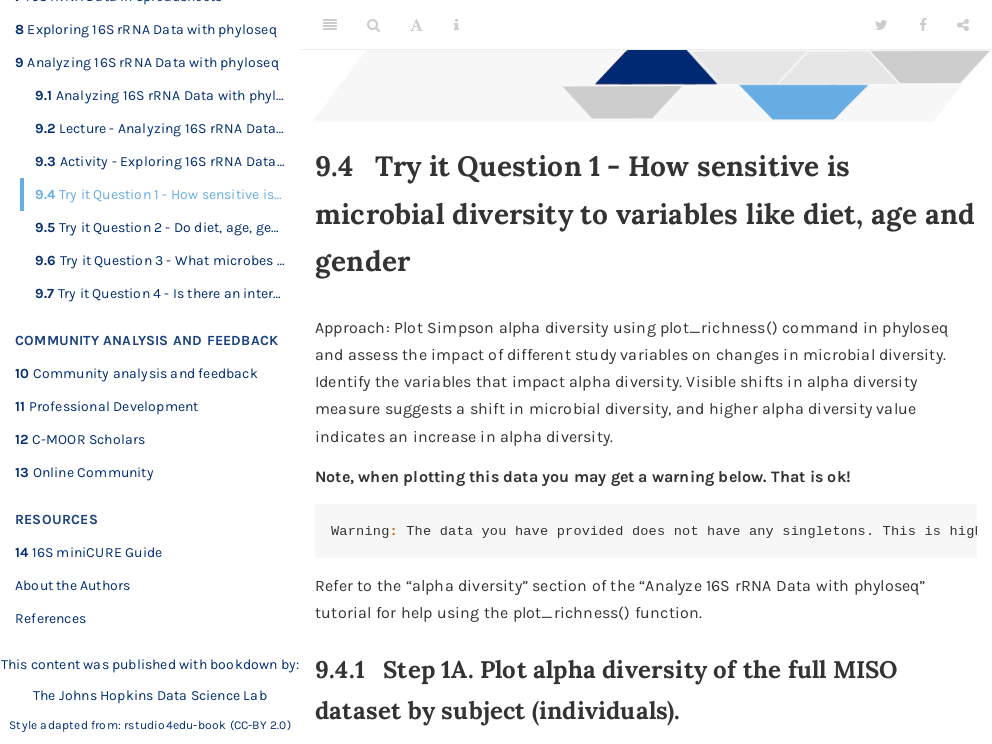 8 Exploring 16S rRNA Data with phyloseq
9 Analyzing 16S rRNA Data with phyloseq
9.1 Analyzing 16S rRNA Data with phyl…
9.2 Lecture - Analyzing 16S rRNA Data…
9.3 Activity - Exploring 16S rRNA Data…
9.4 Try it Question 1 - How sensitive is…
9.5 Try it Question 2 - Do diet, age, ge…
9.6 Try it Question 3 - What microbes …
9.7 Try it Question 4 - Is there an inter…
COMMUNITY ANALYSIS AND FEEDBACK
10 Community analysis and feedback
11 Professional Development
12 C-MOOR Scholars
13 Online Community
RESOURCES
14 16S miniCURE Guide
About the Authors
References
This content was published with bookdown by:
The Johns Hopkins Data Science Lab
Style adapted from: rstudio4edu-book (CC-BY 2.0)
9.4 Try it Question 1 - How sensitive is
microbial diversity to variables like diet, age and
gender
Approach: Plot Simpson alpha diversity using plot_richness() command in phyloseq
and assess the impact of different study variables on changes in microbial diversity.
Identify the variables that impact alpha diversity. Visible shifts in alpha diversity
measure suggests a shift in microbial diversity, and higher alpha diversity value
indicates an increase in alpha diversity.
Note, when plotting this data you may get a warning below. That is ok!
Warning: The data you have provided does not have any singletons. This is
Refer to the “alpha diversity” section of the “Analyze 16S rRNA Data with phyloseq”
tutorial for help using the plot_richness() function.
9.4.1 Step 1A. Plot alpha diversity of the full MISO
dataset by subject (individuals).